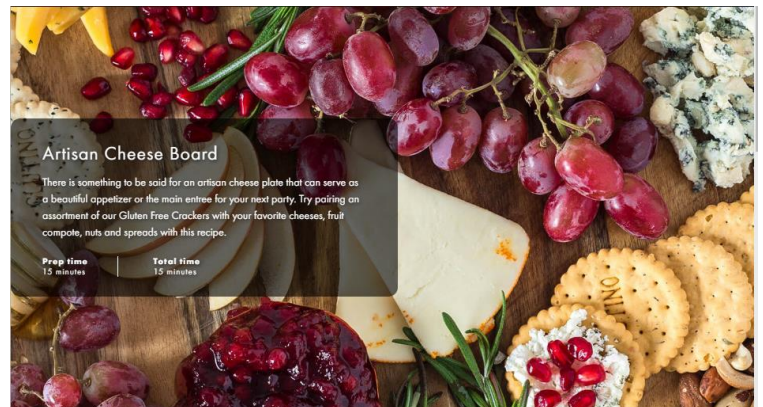 Artisan Cheese Board
There is something to be said for an artisan cheese plate that can serve as
a beautiful appetizer or the main entree for your next party. Try pairing an
assortment of our Gluten Free Crackers with your favorite cheeses, fruit
compote, nuts and spreads with this recipe.
Prep time
15 minutes
Total time
15 minutes